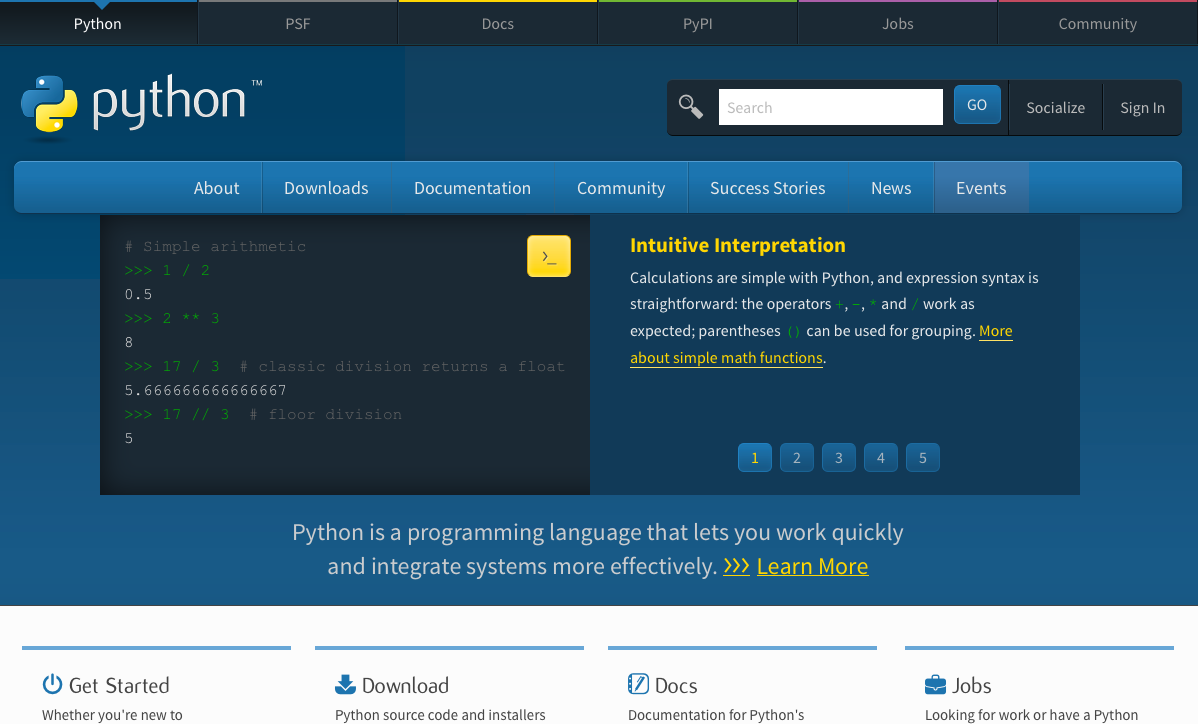 Python PSF Docs PyPI Jobs Community
python™
Search GO Socialize Sign In
About Downloads Documentation Community Success Stories News Events
# Simple arithmetic
>>> 1 / 2
0.5
>>> 2 ** 3
8
>>> 17 / 3  # classic division returns a float
5.666666666666667
>>> 17 // 3  # floor division
5
>_
Intuitive Interpretation
Calculations are simple with Python, and expression syntax is
straightforward: the operators +, -, * and / work as
expected; parentheses () can be used for grouping. More
about simple math functions.
1 2 3 4 5
Python is a programming language that lets you work quickly
and integrate systems more effectively. >>> Learn More
Get Started
Whether you're new to
Download
Python source code and installers
Docs
Documentation for Python's
Jobs
Looking for work or have a Python